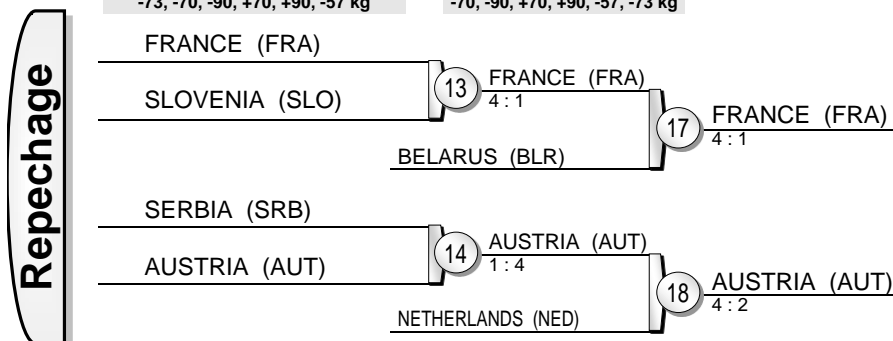 -73, -70, -90, +70, +90, -57 kg
-70, -90, +70, +90, -57, -73 kg
Repechage
FRANCE (FRA)
13
FRANCE (FRA)
4 : 1
SLOVENIA (SLO)
17
FRANCE (FRA)
4 : 1
BELARUS (BLR)
SERBIA (SRB)
14
AUSTRIA (AUT)
1 : 4
AUSTRIA (AUT)
18
AUSTRIA (AUT)
4 : 2
NETHERLANDS (NED)